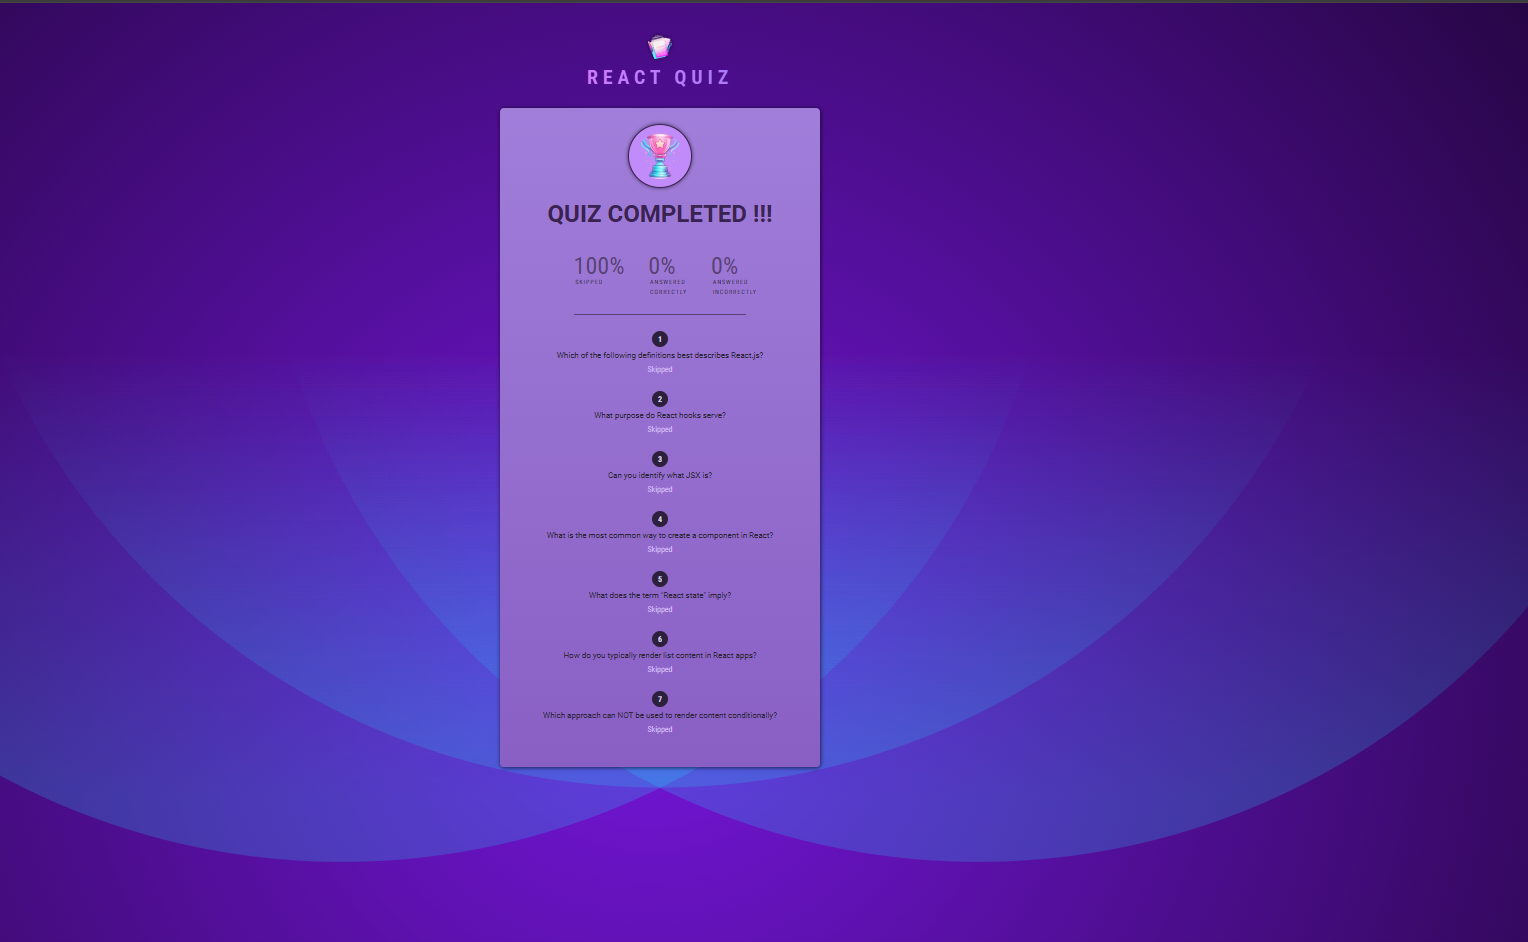 REACT QUIZ
QUIZ COMPLETED !!!
100% 0% 0%
SKIPPED ANSWERED ANSWERED
CORRECTLY INCORRECTLY
1
Which of the following definitions best describes React.js?
Skipped
2
What purpose do React hooks serve?
Skipped
3
Can you identify what JSX is?
Skipped
4
What is the most common way to create a component in React?
Skipped
5
What does the term "React state" imply?
Skipped
6
How do you typically render list content in React apps?
Skipped
7
Which approach can NOT be used to render content conditionally?
Skipped